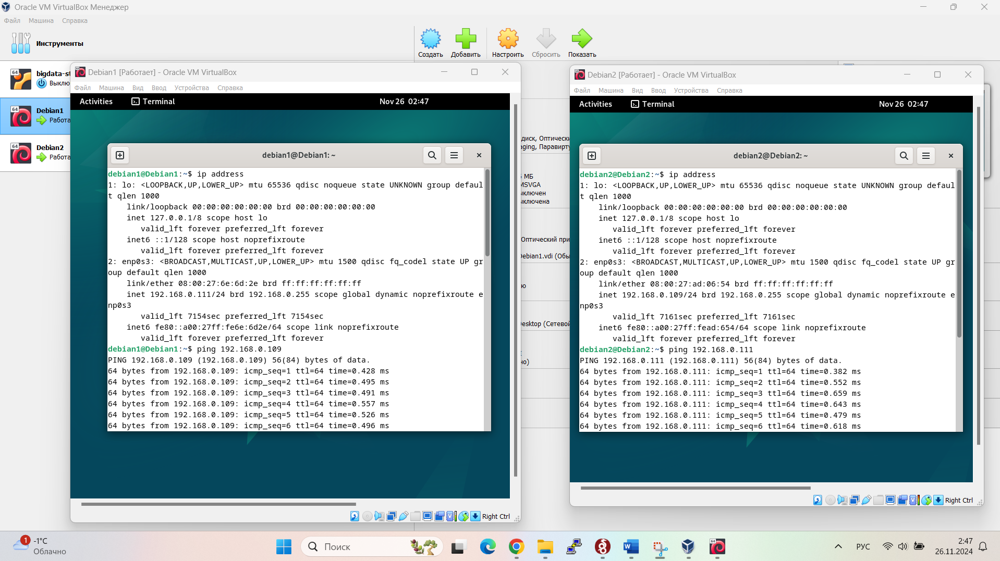 Oracle VM VirtualBox Менеджер
Файл Машина Справка
Инструменты
Создать Добавить Настроить Сбросить Показать
64
bigdata-st
Выклю
64
Debian1
Работа
64
Debian2
Работа
диск, Оптически
aging, Паравирту
МБ
MSVGA
ыключен
ыключена
Оптический при
Debian1.vdi (Обы
ю
Desktop (Сетевой
но)
Debian1 [Работает] - Oracle VM VirtualBox
Файл Машина Вид Ввод Устройства Справка
Activities Terminal Nov 26 02:47
debian1@Debian1: ~
debian1@Debian1:~$ ip address
1: lo: <LOOPBACK,UP,LOWER_UP> mtu 65536 qdisc noqueue state UNKNOWN group defaul
t qlen 1000
link/loopback 00:00:00:00:00:00 brd 00:00:00:00:00:00
inet 127.0.0.1/8 scope host lo
valid_lft forever preferred_lft forever
inet6 ::1/128 scope host noprefixroute
valid_lft forever preferred_lft forever
2: enp0s3: <BROADCAST,MULTICAST,UP,LOWER_UP> mtu 1500 qdisc fq_codel state UP gr
oup default qlen 1000
link/ether 08:00:27:6e:6d:2e brd ff:ff:ff:ff:ff:ff
inet 192.168.0.111/24 brd 192.168.0.255 scope global dynamic noprefixroute e
np0s3
valid_lft 7154sec preferred_lft 7154sec
inet6 fe80::a00:27ff:fe6e:6d2e/64 scope link noprefixroute
valid_lft forever preferred_lft forever
debian1@Debian1:~$ ping 192.168.0.109
PING 192.168.0.109 (192.168.0.109) 56(84) bytes of data.
64 bytes from 192.168.0.109: icmp_seq=1 ttl=64 time=0.428 ms
64 bytes from 192.168.0.109: icmp_seq=2 ttl=64 time=0.495 ms
64 bytes from 192.168.0.109: icmp_seq=3 ttl=64 time=0.491 ms
64 bytes from 192.168.0.109: icmp_seq=4 ttl=64 time=0.557 ms
64 bytes from 192.168.0.109: icmp_seq=5 ttl=64 time=0.526 ms
64 bytes from 192.168.0.109: icmp_seq=6 ttl=64 time=0.496 ms
Right Ctrl
Debian2 [Работает] - Oracle VM VirtualBox
Файл Машина Вид Ввод Устройства Справка
Activities Terminal Nov 26 02:47
debian2@Debian2: ~
debian2@Debian2:~$ ip address
1: lo: <LOOPBACK,UP,LOWER_UP> mtu 65536 qdisc noqueue state UNKNOWN group defaul
t qlen 1000
link/loopback 00:00:00:00:00:00 brd 00:00:00:00:00:00
inet 127.0.0.1/8 scope host lo
valid_lft forever preferred_lft forever
inet6 ::1/128 scope host noprefixroute
valid_lft forever preferred_lft forever
2: enp0s3: <BROADCAST,MULTICAST,UP,LOWER_UP> mtu 1500 qdisc fq_codel state UP gr
oup default qlen 1000
link/ether 08:00:27:ad:06:54 brd ff:ff:ff:ff:ff:ff
inet 192.168.0.109/24 brd 192.168.0.255 scope global dynamic noprefixroute e
np0s3
valid_lft 7161sec preferred_lft 7161sec
inet6 fe80::a00:27ff:fead:654/64 scope link noprefixroute
valid_lft forever preferred_lft forever
debian2@Debian2:~$ ping 192.168.0.111
PING 192.168.0.111 (192.168.0.111) 56(84) bytes of data.
64 bytes from 192.168.0.111: icmp_seq=1 ttl=64 time=0.382 ms
64 bytes from 192.168.0.111: icmp_seq=2 ttl=64 time=0.552 ms
64 bytes from 192.168.0.111: icmp_seq=3 ttl=64 time=0.659 ms
64 bytes from 192.168.0.111: icmp_seq=4 ttl=64 time=0.643 ms
64 bytes from 192.168.0.111: icmp_seq=5 ttl=64 time=0.479 ms
64 bytes from 192.168.0.111: icmp_seq=6 ttl=64 time=0.618 ms
Right Ctrl
1
-1°C
Облачно
Поиск
РУС
2:47
26.11.2024